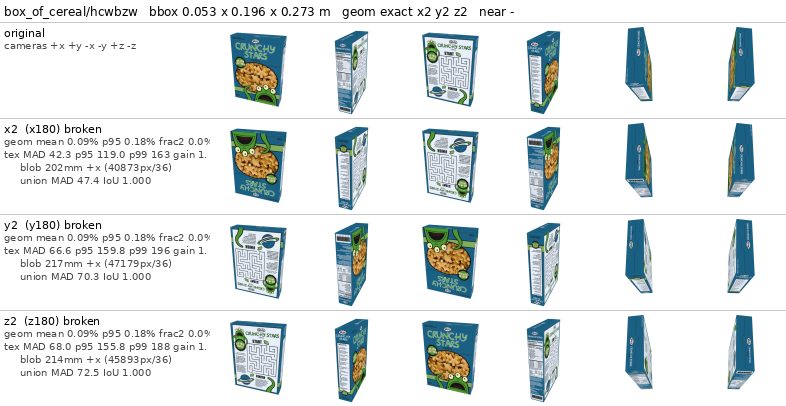 box_of_cereal/hcwbzw bbox 0.053 x 0.196 x 0.273 m geom exact x2 y2 z2 near -
original
cameras +x +y -x -y +z -z
CRUNCHY STARS
CRUNCHY STARS
x2 (x180) broken
geom mean 0.09% p95 0.18% frac2 0.0%
tex MAD 42.3 p95 119.0 p99 163 gain 1.
blob 202mm +x (40873px/36)
union MAD 47.4 IoU 1.000
CRUNCHY STARS
y2 (y180) broken
geom mean 0.09% p95 0.18% frac2 0.0%
tex MAD 66.6 p95 159.8 p99 196 gain 1.
blob 217mm +x (47179px/36)
union MAD 70.3 IoU 1.000
CRUNCHY STARS
z2 (z180) broken
geom mean 0.09% p95 0.18% frac2 0.0%
tex MAD 68.0 p95 155.8 p99 188 gain 1.
blob 214mm +x (45893px/36)
union MAD 72.5 IoU 1.000
CRUNCHY STARS
CRUNCHY STARS